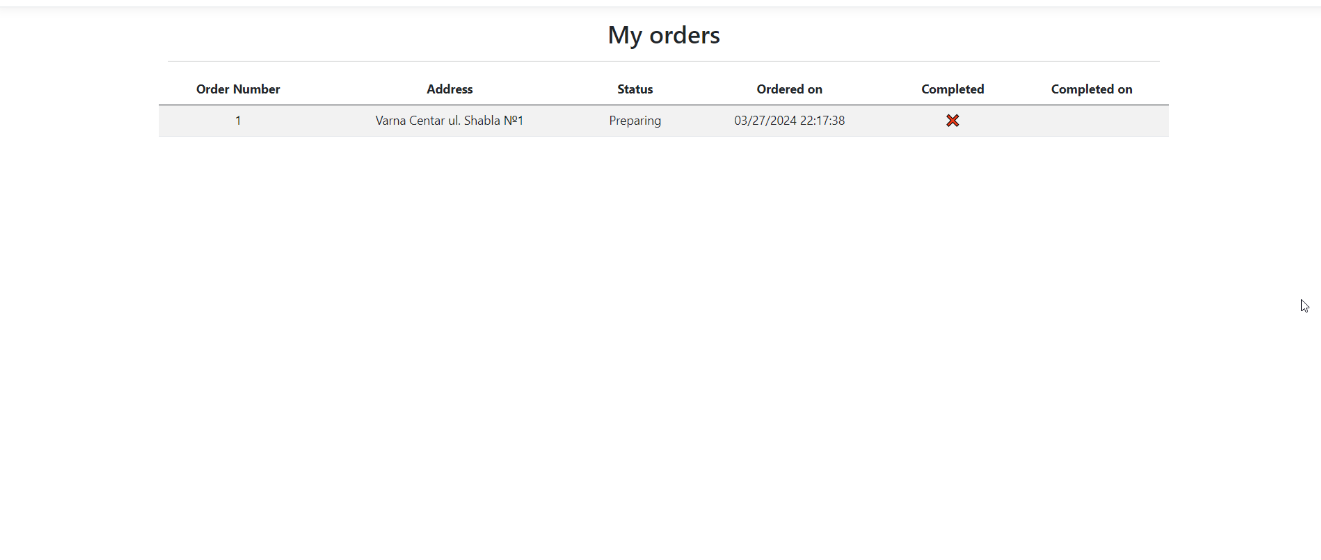 My orders
Order Number Address Status Ordered on Completed Completed on
1 Varna Centar ul. Shabla №1 Preparing 03/27/2024 22:17:38